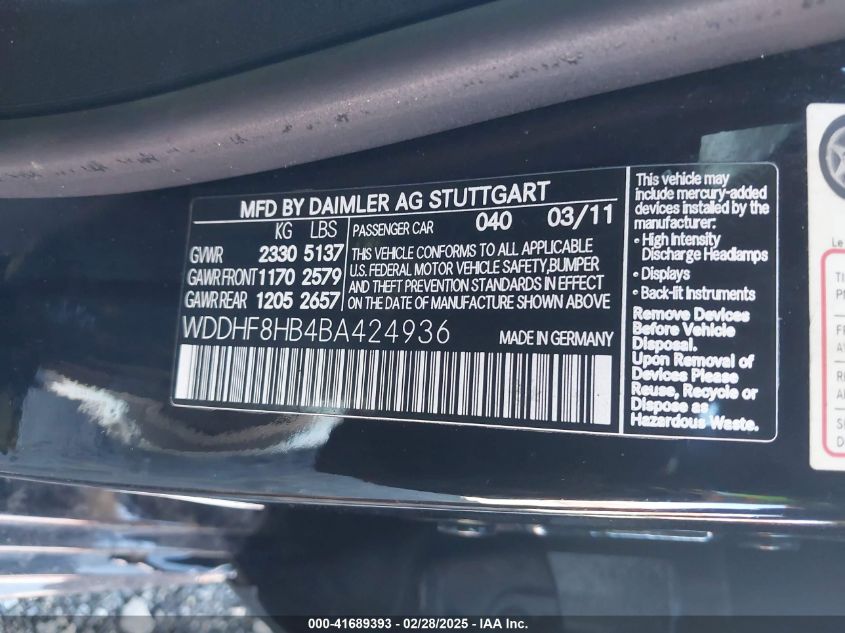 MFD BY DAIMLER AG STUTTGART
KG LBS
GVWR 2330 5137
GAWR FRONT 1170 2579
GAWR REAR 1205 2657
PASSENGER CAR 040 03/11
THIS VEHICLE CONFORMS TO ALL APPLICABLE
U.S. FEDERAL MOTOR VEHICLE SAFETY,BUMPER
AND THEFT PREVENTION STANDARDS IN EFFECT
ON THE DATE OF MANUFACTURE SHOWN ABOVE
WDDHF8HB4BA424936 MADE IN GERMANY
This vehicle may
include mercury-added
devices installed by the
manufacturer:
• High Intensity
Discharge Headlamps
• Displays
• Back-lit Instruments
Remove Devices
Before Vehicle
Disposal.
Upon Removal of
Devices Please
Reuse, Recycle or
Dispose as
Hazardous Waste.
Le
000-41689393 - 02/28/2025 - IAA Inc.